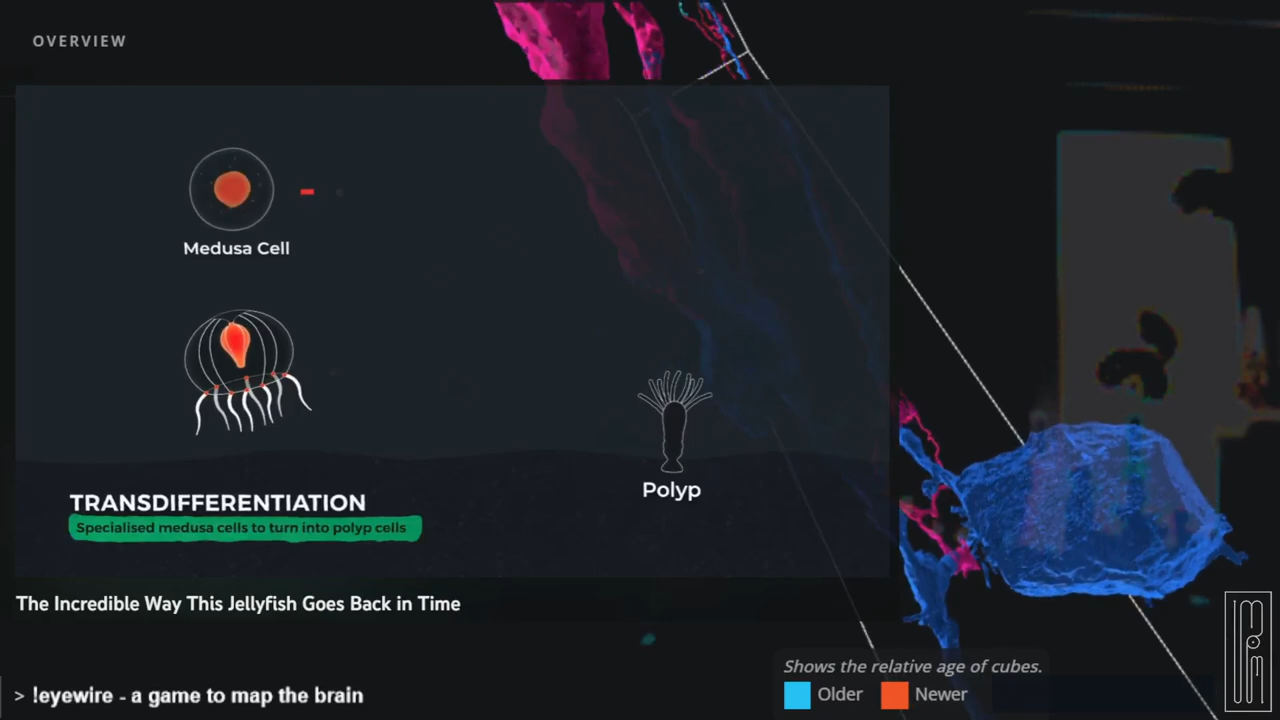 OVERVIEW
Medusa Cell
TRANSDIFFERENTIATION
Specialised medusa cells to turn into polyp cells
Polyp
The Incredible Way This Jellyfish Goes Back in Time
> !eyewire - a game to map the brain
Shows the relative age of cubes.
Older Newer